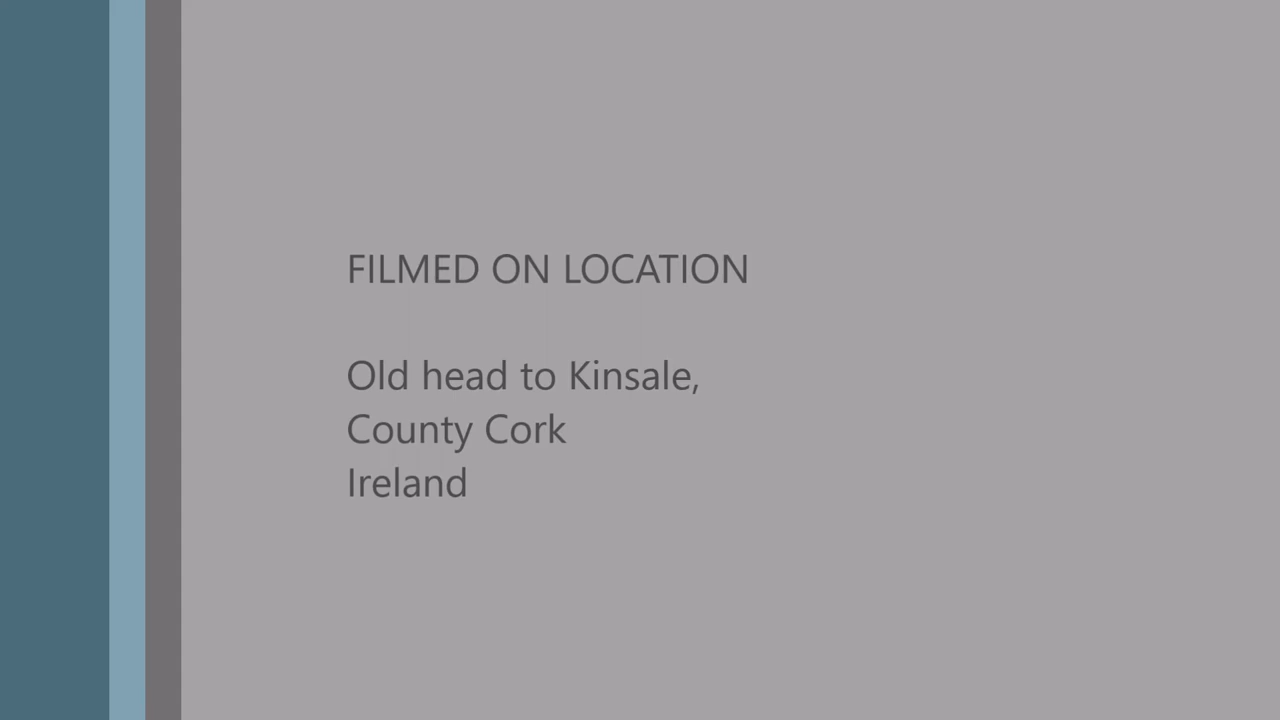 FILMED ON LOCATION
Old head to Kinsale,
County Cork
Ireland